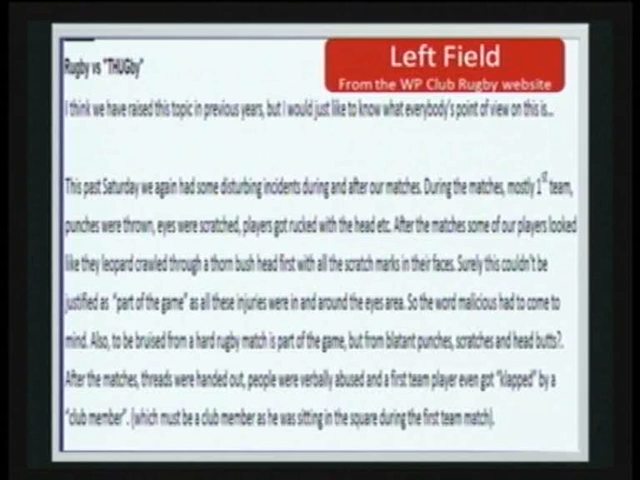 Left Field
Rugby vs "THUGby"
From the WP Club Rugby website
I think we have raised this topic in previous years, but I would just like to know what everybody's point of view on this is...
This past Saturday we again had some disturbing incidents during and after our matches. During the matches, mostly 1st team,
punches were thrown, eyes were scratched, players got rucked with the head etc. After the matches some of our players looked
like they leopard crawled through a thorn bush head first with all the scratch marks in their faces. Surely this couldn't be
justified as "part of the game" as all these injuries were in and around the eyes area. So the word malicious had to come to
mind. Also, to be bruised from a hard rugby match is part of the game, but from blatant punches, scratches and head butts?.
After the matches, threads were handed out, people were verbally abused and a first team player even got "klapped" by a
"club member". (which must be a club member as he was sitting in the square during the first team match).